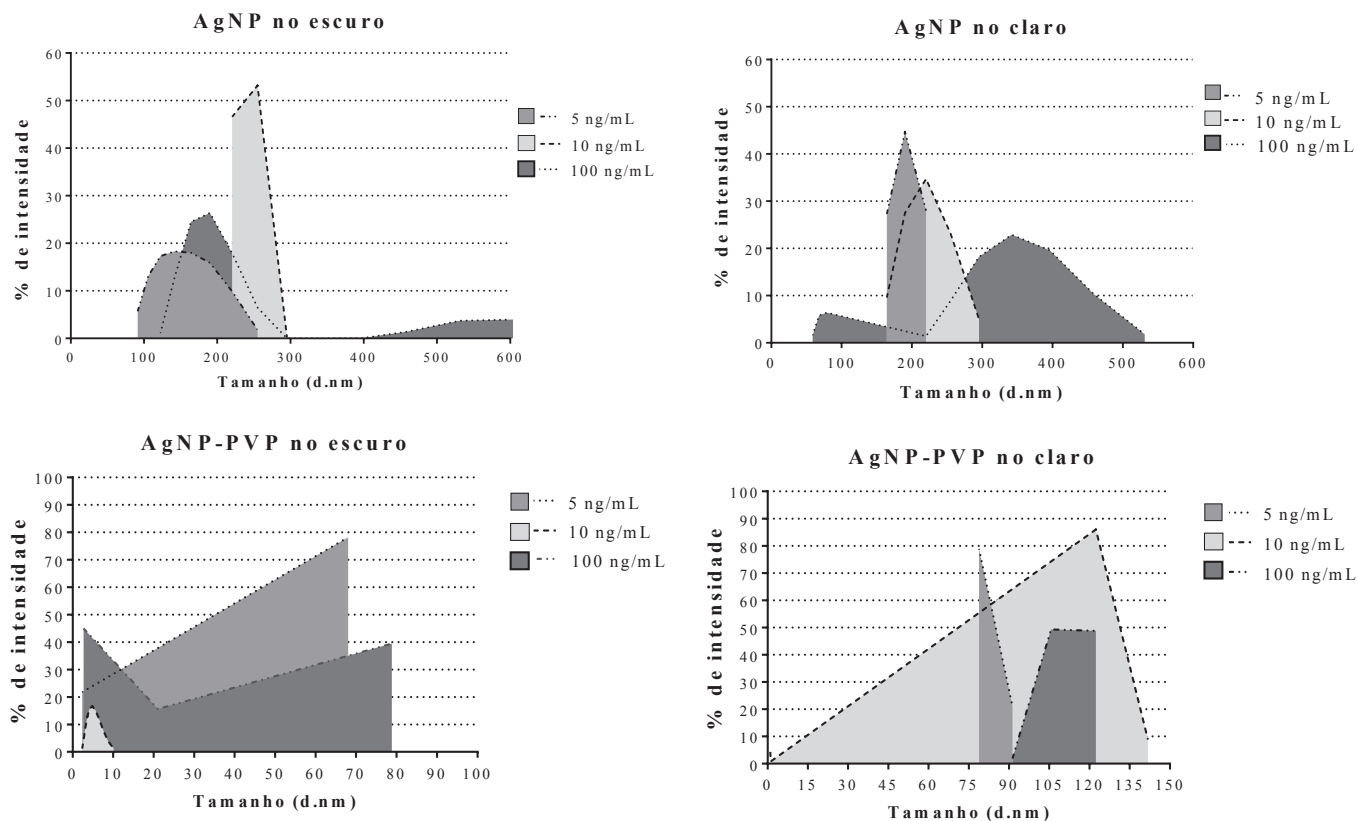 AgNP no escuro
% de intensidade
60
50
40
30
20
10
0
0 100 200 300 400 500 600
Tamanho (d.nm)
5 ng/mL
10 ng/mL
100 ng/mL
AgNP no claro
% de intensidade
60
50
40
30
20
10
0
0 100 200 300 400 500 600
Tamanho (d.nm)
5 ng/mL
10 ng/mL
100 ng/mL
AgNP-PVP no escuro
% de intensidade
100
90
80
70
60
50
40
30
20
10
0
0 10 20 30 40 50 60 70 80 90 100
Tamanho (d.nm)
5 ng/mL
10 ng/mL
100 ng/mL
AgNP-PVP no claro
% de intensidade
100
90
80
70
60
50
40
30
20
10
0
0 15 30 45 60 75 90 105 120 135 150
Tamanho (d.nm)
5 ng/mL
10 ng/mL
100 ng/mL